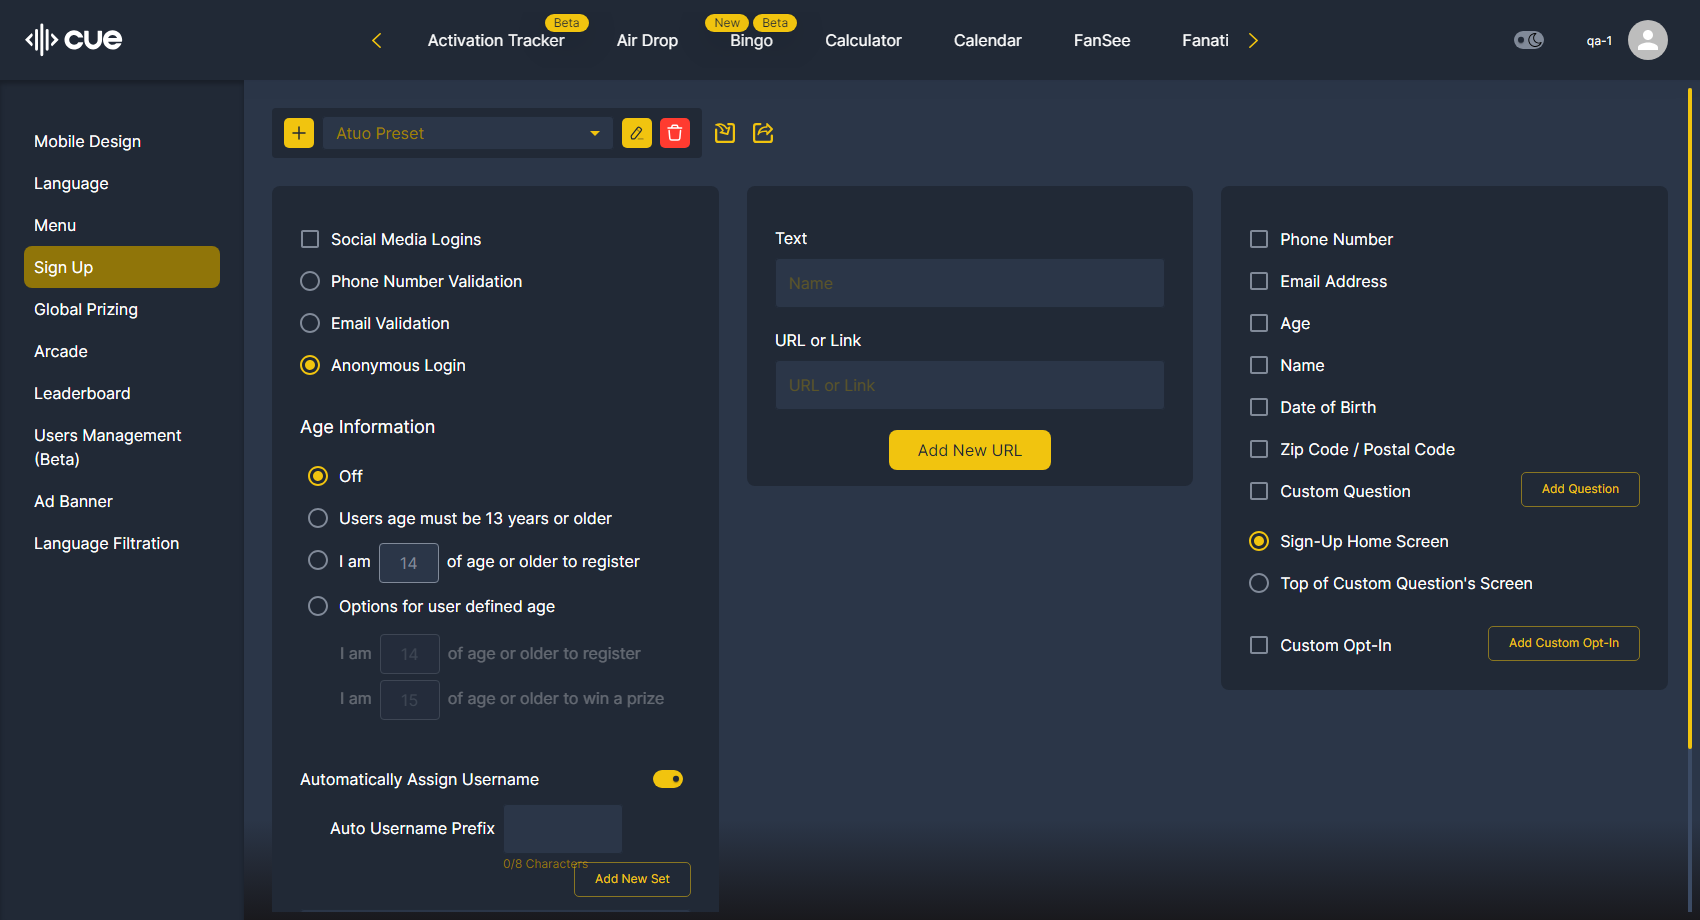 cue
Activation Tracker
Beta
Air Drop
New
Beta
Bingo
Calculator
Calendar
FanSee
Fanati
qa-1
Mobile Design
Language
Menu
Sign Up
Global Prizing
Arcade
Leaderboard
Users Management
(Beta)
Ad Banner
Language Filtration
Atuo Preset
Social Media Logins
Phone Number Validation
Email Validation
Anonymous Login
Age Information
Off
Users age must be 13 years or older
I am 14 of age or older to register
Options for user defined age
I am 14 of age or older to register
I am 15 of age or older to win a prize
Automatically Assign Username
Auto Username Prefix
0/8 Characters
Add New Set
Text
Name
URL or Link
URL or Link
Add New URL
Phone Number
Email Address
Age
Name
Date of Birth
Zip Code / Postal Code
Custom Question
Add Question
Sign-Up Home Screen
Top of Custom Question's Screen
Custom Opt-In
Add Custom Opt-In